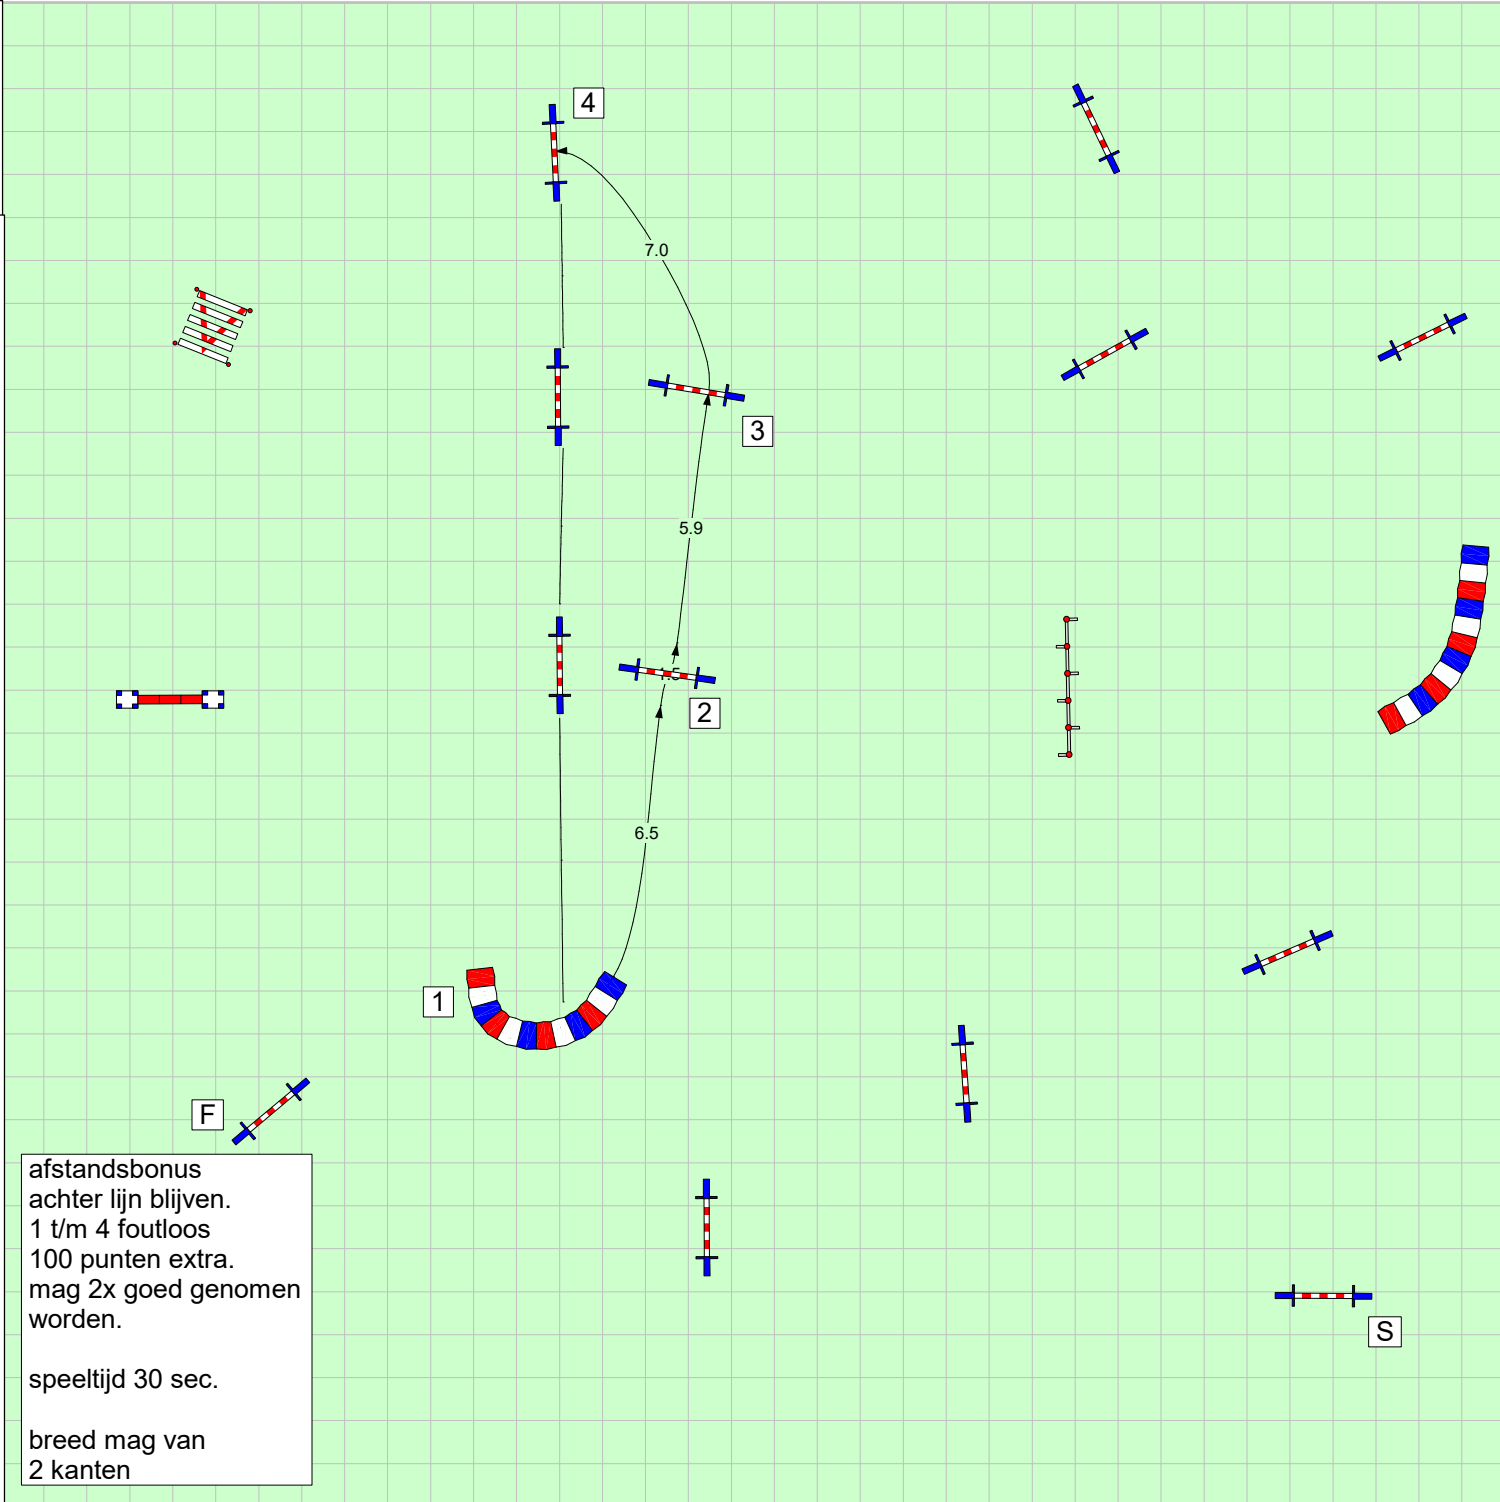 4
7.0
3
5.9
2
6.5
1
F
afstandsbonus
achter lijn blijven.
1 t/m 4 foutloos
100 punten extra.
mag 2x goed genomen
worden.
speeltijd 30 sec.
breed mag van
2 kanten
S